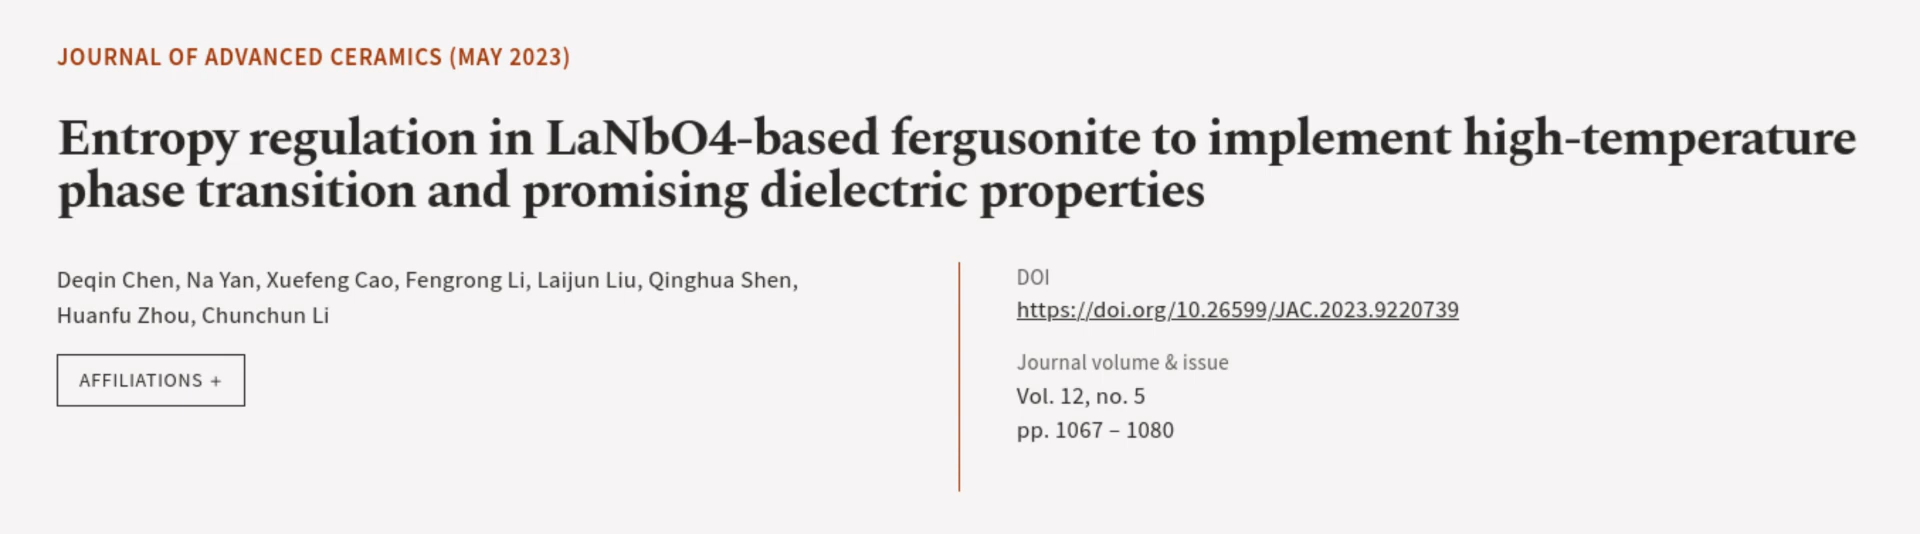 JOURNAL OF ADVANCED CERAMICS (MAY 2023)
Entropy regulation in LaNbO4-based fergusonite to implement high-temperature
phase transition and promising dielectric properties
Deqin Chen, Na Yan, Xuefeng Cao, Fengrong Li, Laijun Liu, Qinghua Shen,
Huanfu Zhou, Chunchun Li
AFFILIATIONS +
DOI
https://doi.org/10.26599/JAC.2023.9220739
Journal volume & issue
Vol. 12, no. 5
pp. 1067 – 1080